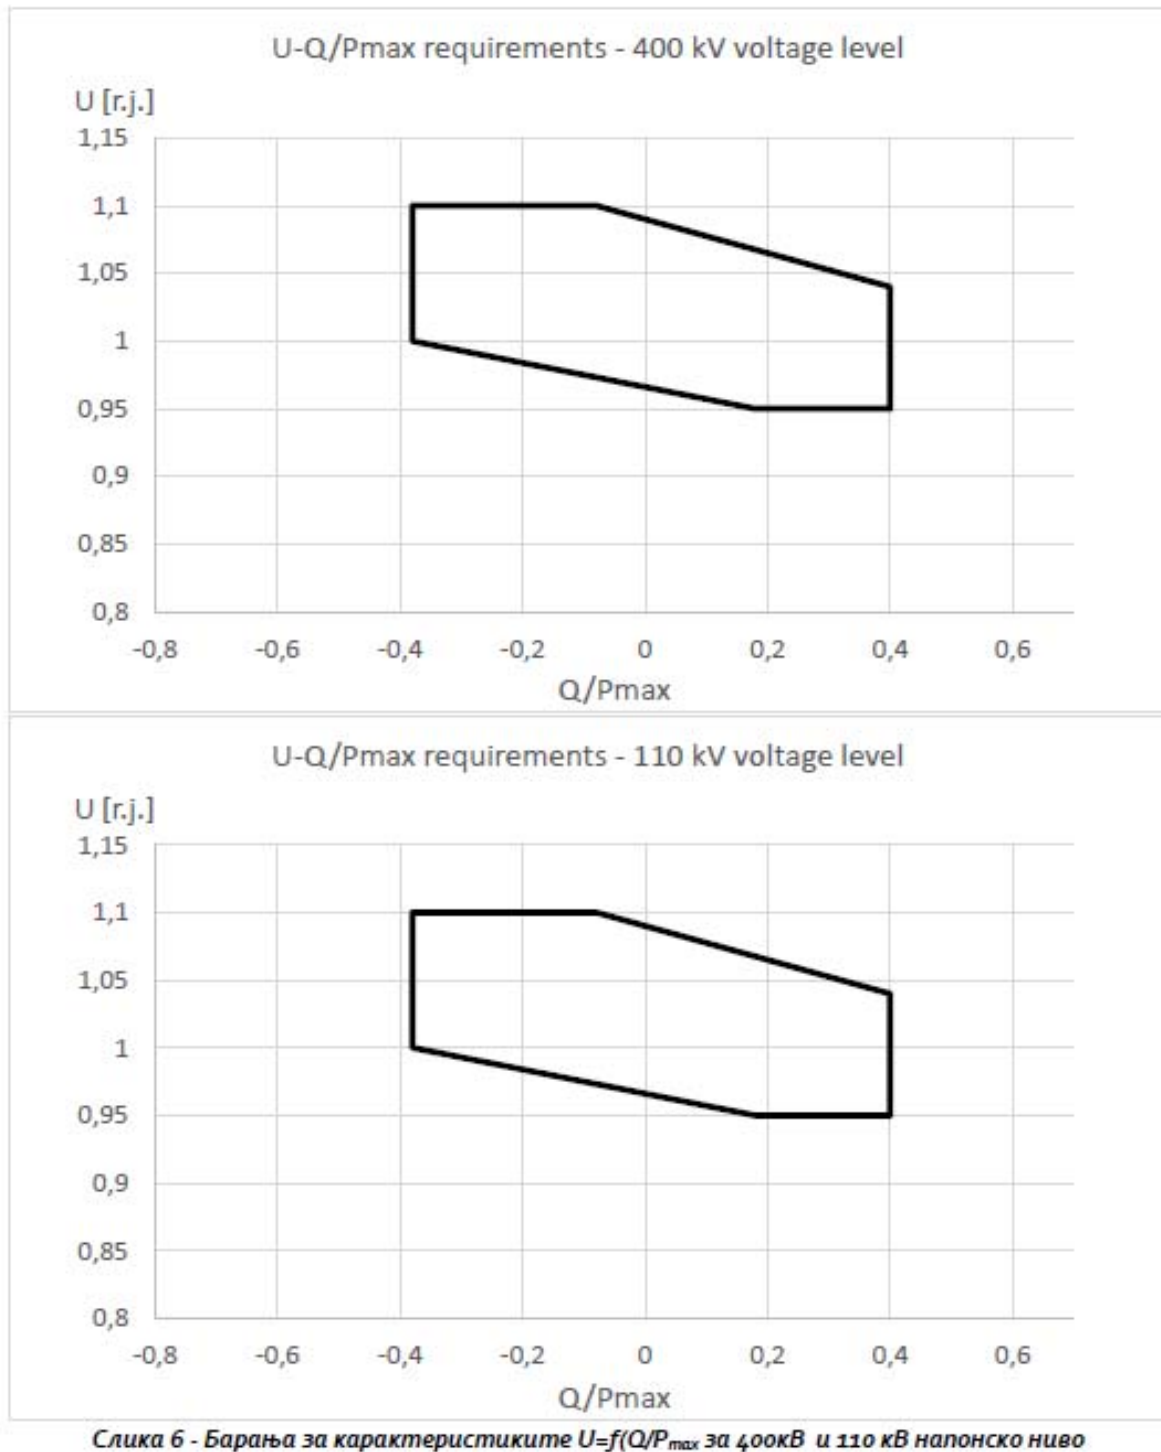 U-Q/Pmax requirements - 400 kV voltage level
U [r.j.]
1,15
1,1
1,05
1
0,95
0,9
0,85
0,8
-0,8 -0,6 -0,4 -0,2 0 0,2 0,4 0,6
Q/Pmax
U-Q/Pmax requirements - 110 kV voltage level
U [r.j.]
1,15
1,1
1,05
1
0,95
0,9
0,85
0,8
-0,8 -0,6 -0,4 -0,2 0 0,2 0,4 0,6
Q/Pmax
Слика 6 - Барања за карактеристиките U=f(Q/Pmax за 400кВ и 110 кВ напонско ниво